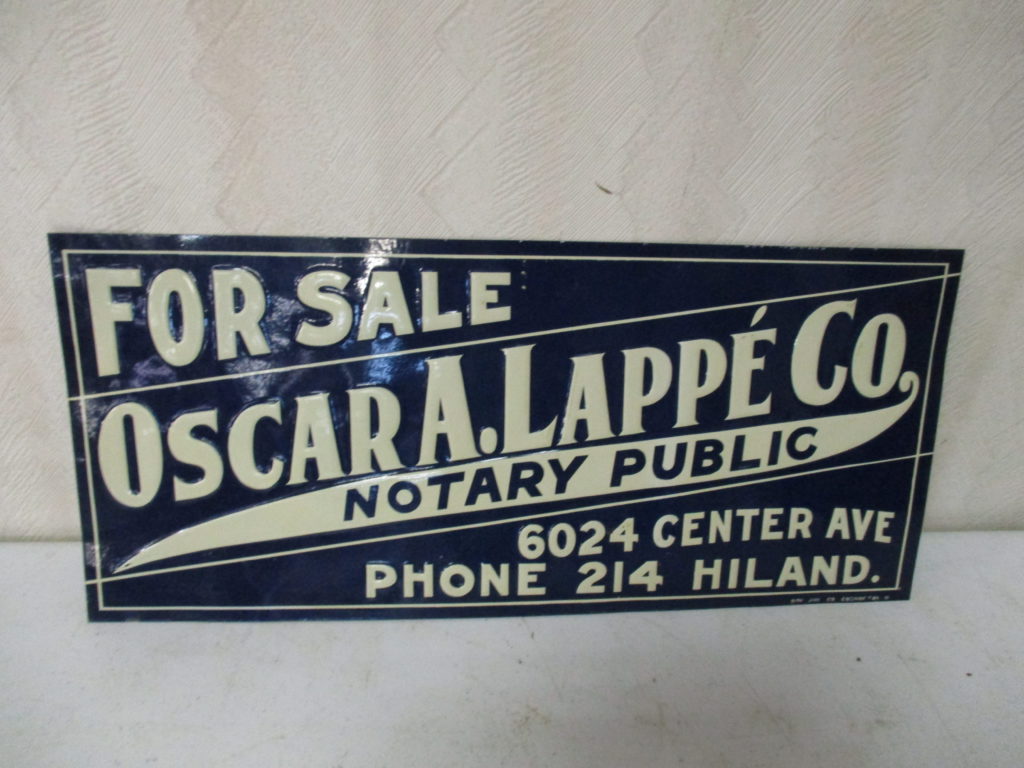 FOR SALE
OSCAR A. LAPPÉ CO.
NOTARY PUBLIC
6024 CENTER AVE
PHONE 214 HILAND.